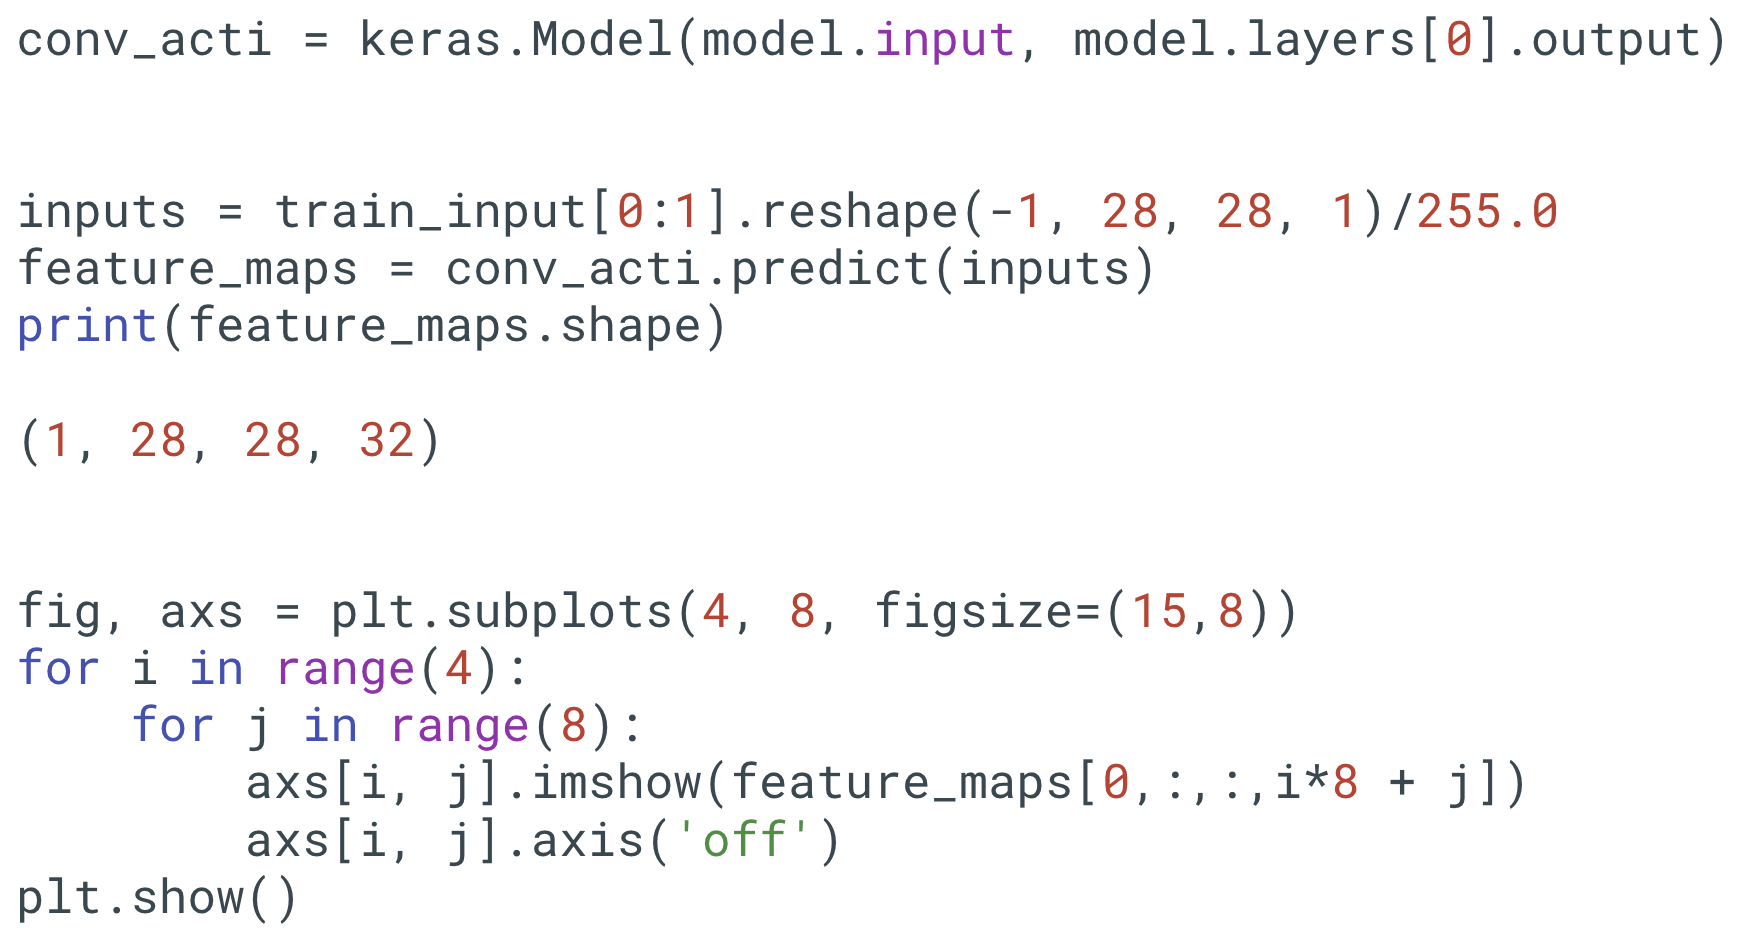 conv_acti = keras.Model(model.input, model.layers[0].output)
inputs = train_input[0:1].reshape(-1, 28, 28, 1)/255.0
feature_maps = conv_acti.predict(inputs)
print(feature_maps.shape)
(1, 28, 28, 32)
fig, axs = plt.subplots(4, 8, figsize=(15,8))
for i in range(4):
    for j in range(8):
        axs[i, j].imshow(feature_maps[0,:,:,i*8 + j])
        axs[i, j].axis('off')
plt.show()